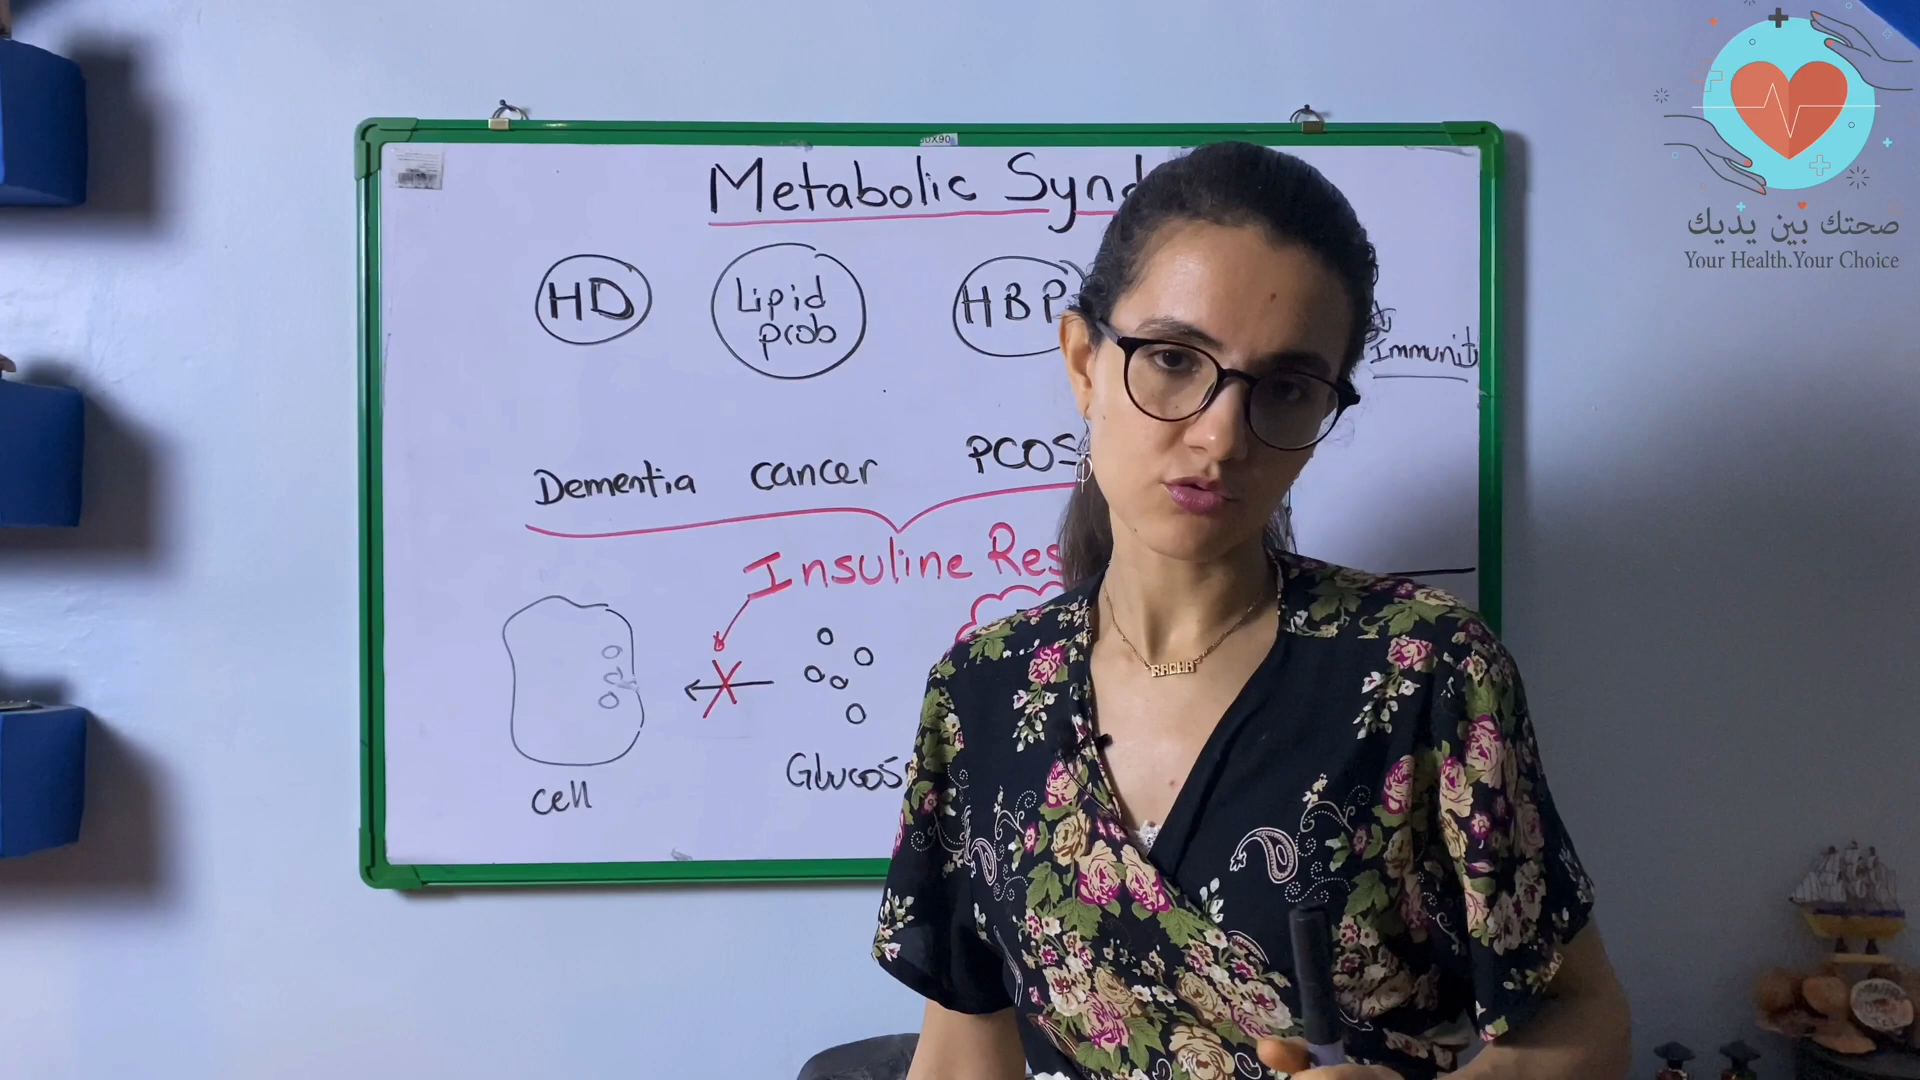 Metabolic Synd
HD
Lipid
prob
HBP
Immunit
Dementia cancer PCOS
Insuline Res
Glucos
cell
RADWA
صحتك بين يديك
Your Health.Your Choice